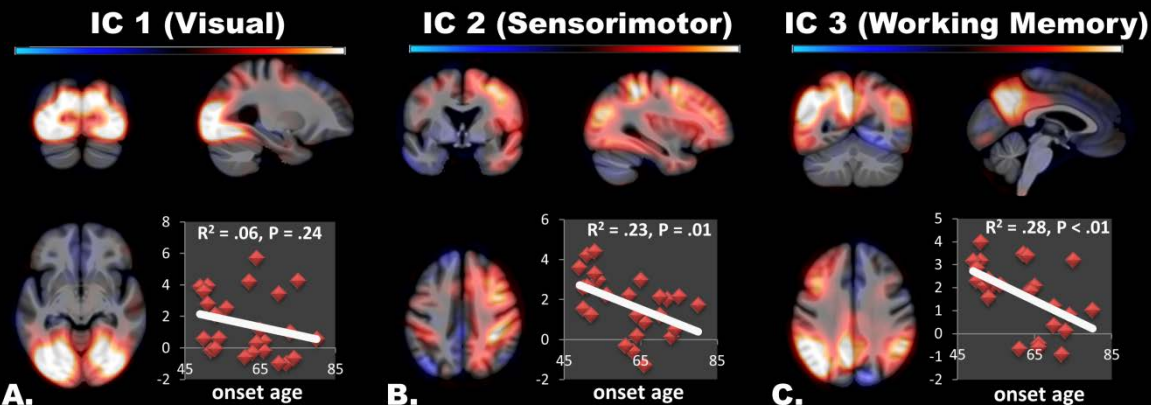 IC 1 (Visual)
R² = .06, P = .24
8
6
4
2
0
-2
45
65
85
onset age
A.
IC 2 (Sensorimotor)
R² = .23, P = .01
6
4
2
0
-2
45
65
85
onset age
B.
IC 3 (Working Memory)
R² = .28, P < .01
5
4
3
2
1
0
-1
-2
45
65
85
onset age
C.